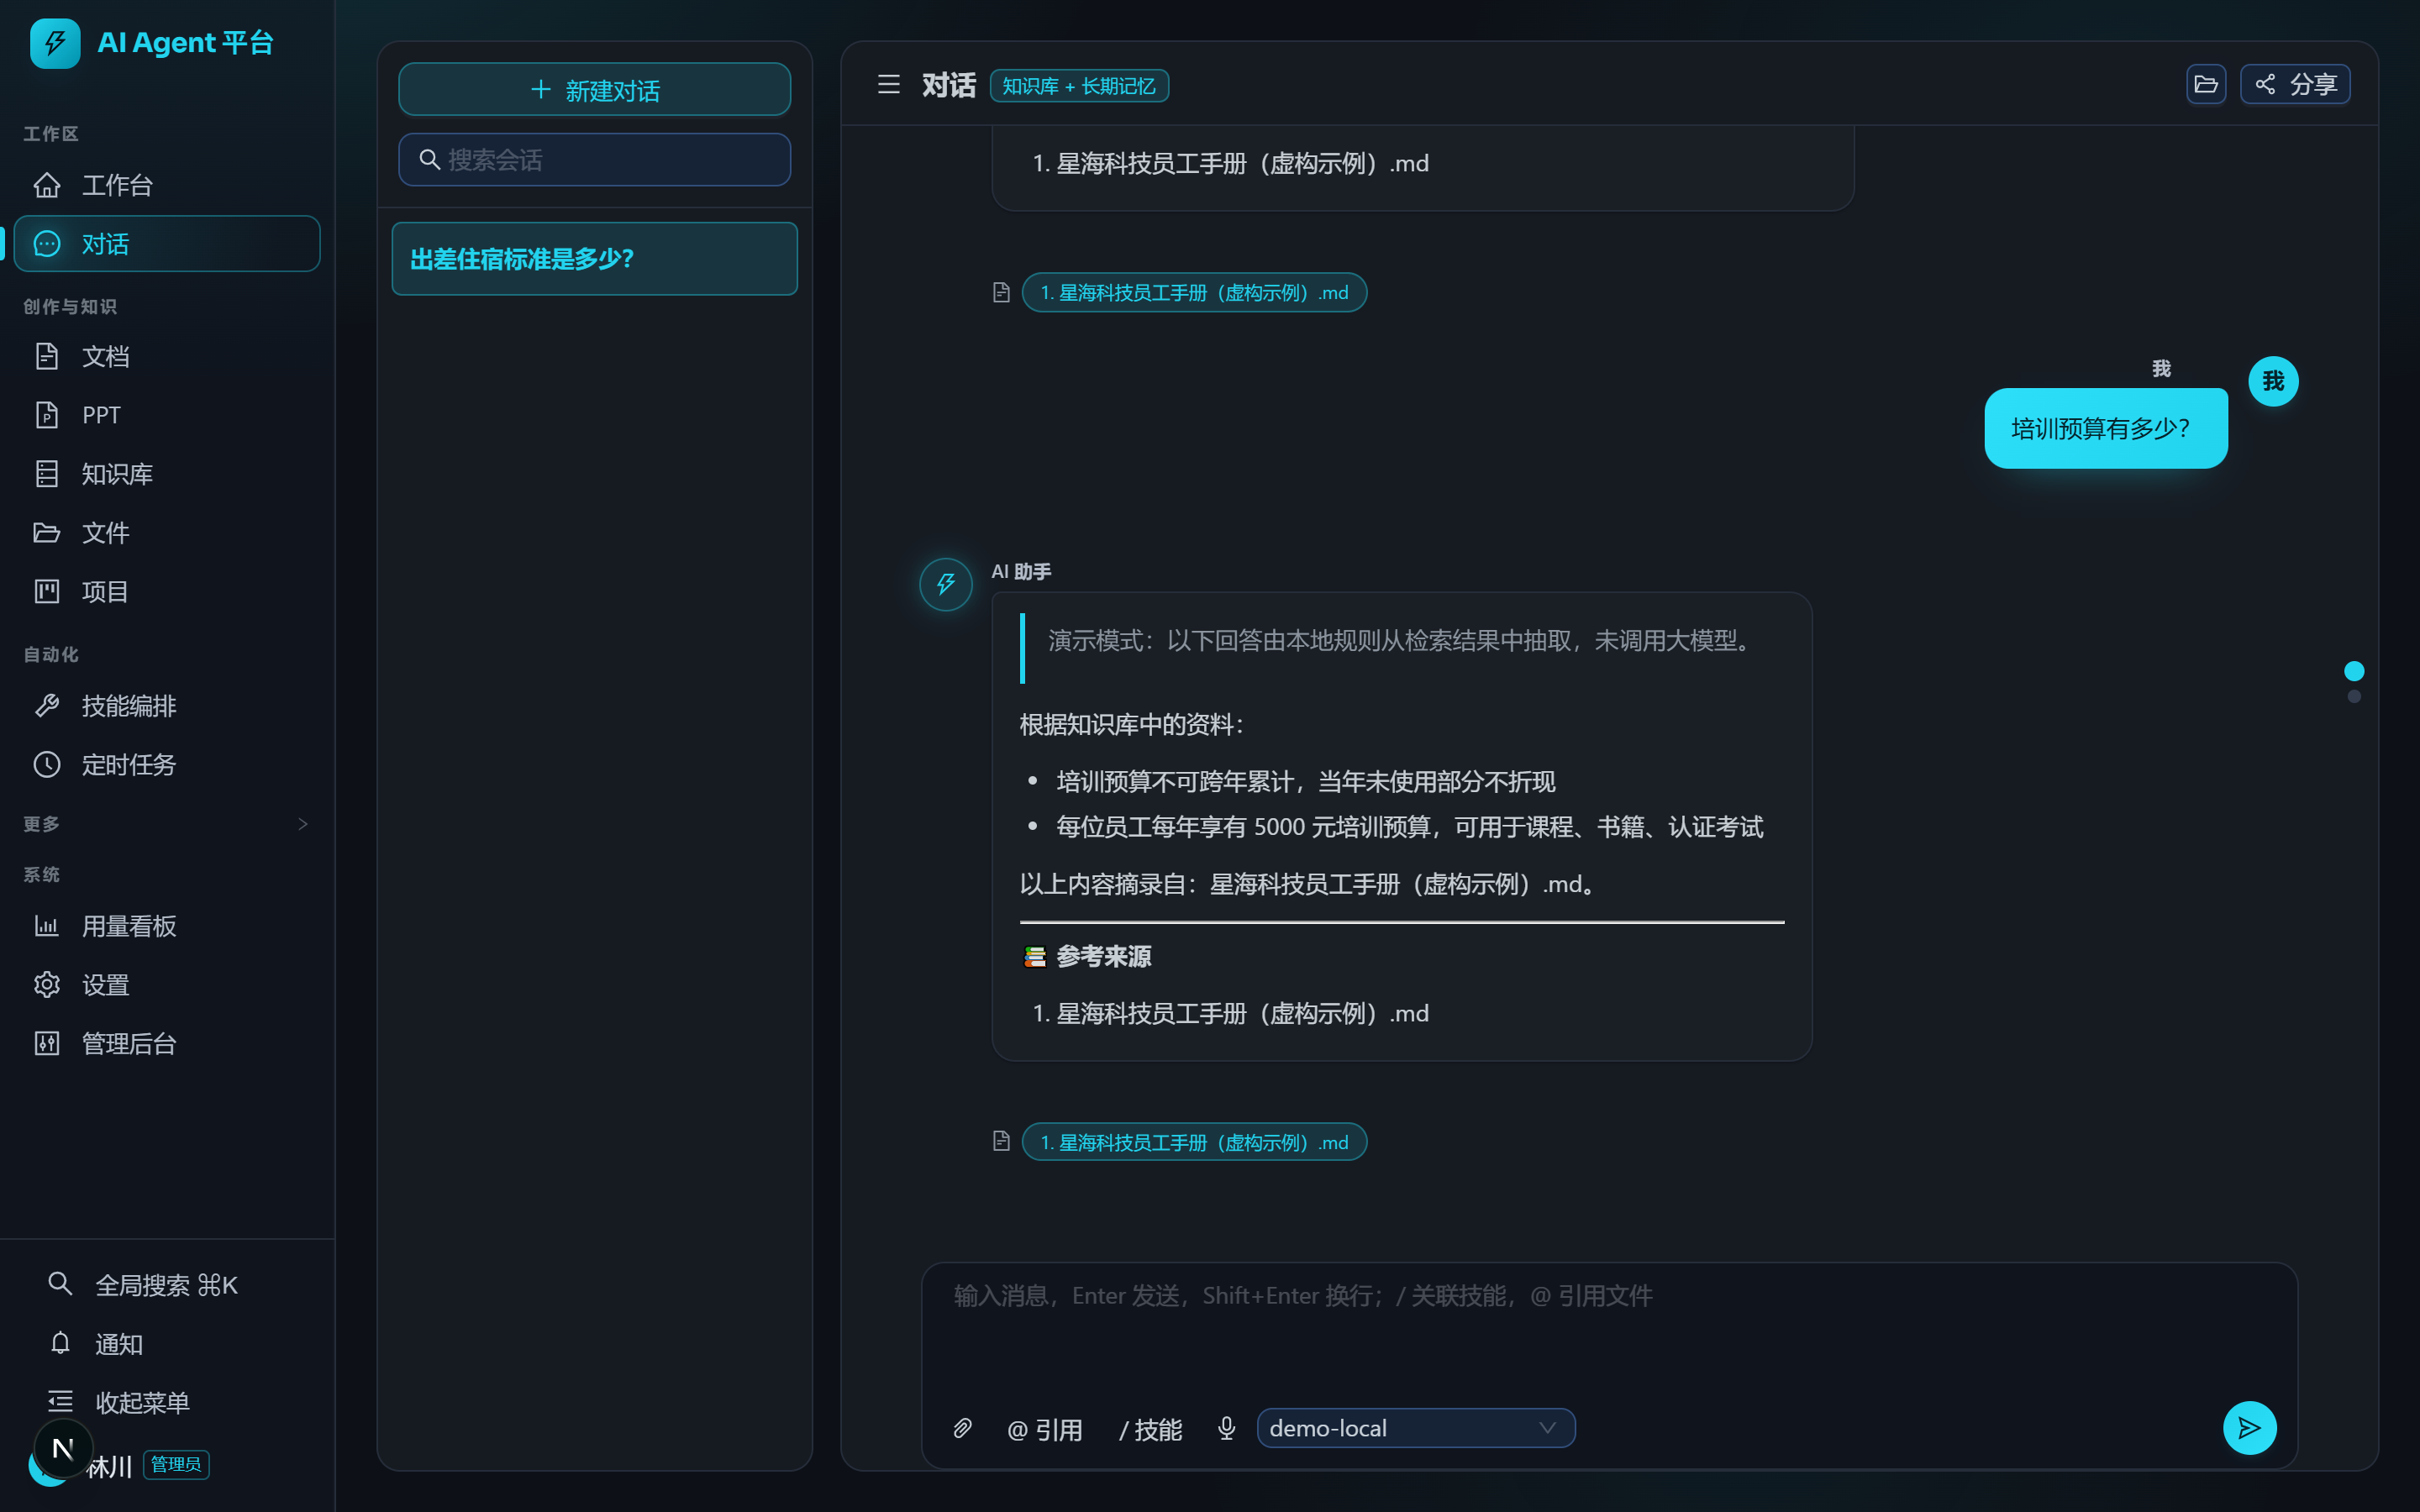 AI Agent 平台
工作区
工作台
对话
创作与知识
文档
PPT
知识库
文件
项目
自动化
技能编排
定时任务
更多
系统
用量看板
设置
管理后台
全局搜索 ⌘K
通知
收起菜单
N
林川 管理员
+ 新建对话
搜索会话
出差住宿标准是多少？
对话 知识库 + 长期记忆
分享
1. 星海科技员工手册（虚构示例）.md
1. 星海科技员工手册（虚构示例）.md
我
我
培训预算有多少？
AI 助手
演示模式：以下回答由本地规则从检索结果中抽取，未调用大模型。
根据知识库中的资料：
• 培训预算不可跨年累计，当年未使用部分不折现
• 每位员工每年享有 5000 元培训预算，可用于课程、书籍、认证考试
以上内容摘录自：星海科技员工手册（虚构示例）.md。
📚 参考来源
1. 星海科技员工手册（虚构示例）.md
1. 星海科技员工手册（虚构示例）.md
输入消息，Enter 发送，Shift+Enter 换行；/ 关联技能，@ 引用文件
@ 引用 / 技能 demo-local